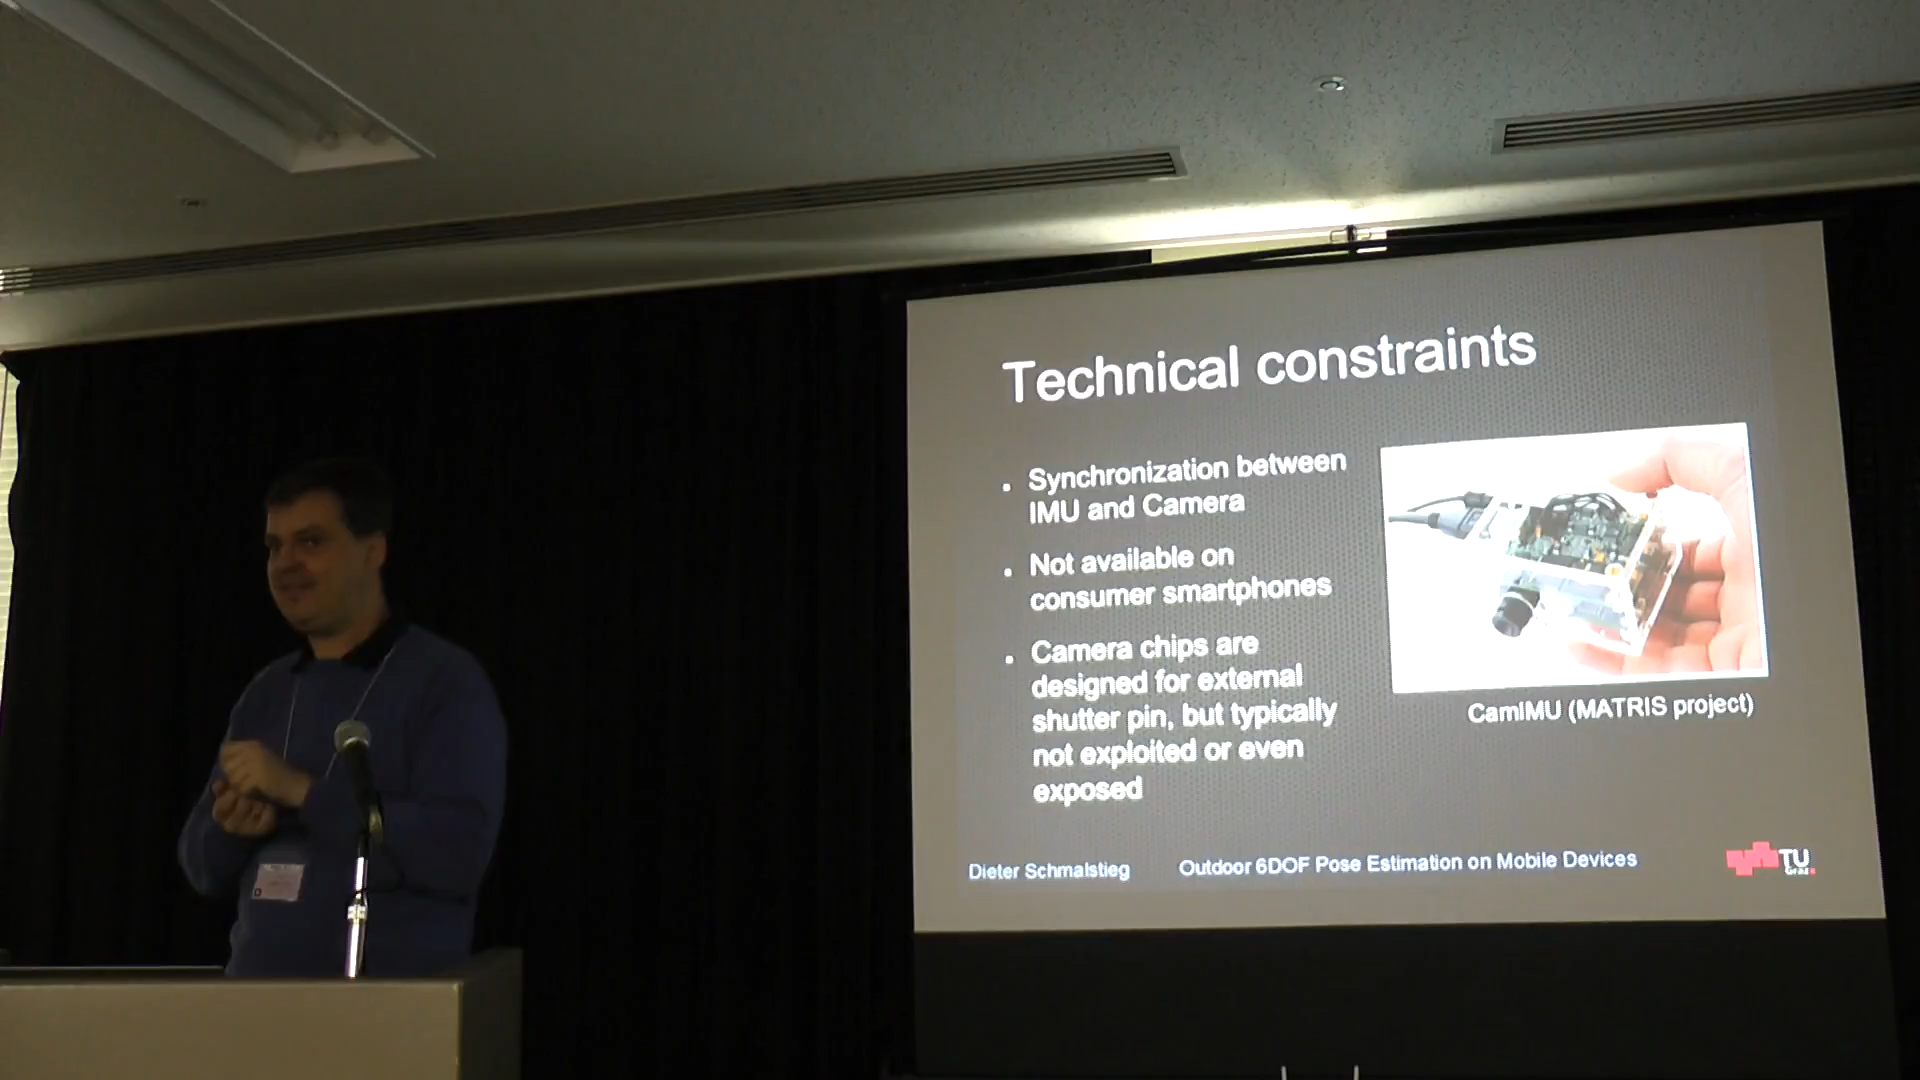 Technical constraints
. Synchronization between
IMU and Camera
. Not available on
consumer smartphones
. Camera chips are
designed for external
shutter pin, but typically
not exploited or even
exposed
CamIMU (MATRIS project)
Dieter Schmalstieg
Outdoor 6DOF Pose Estimation on Mobile Devices
TU
Graz